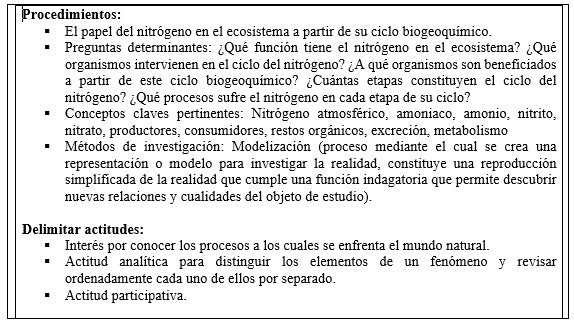 Procedimientos:
▪ El papel del nitrógeno en el ecosistema a partir de su ciclo biogeoquímico.
▪ Preguntas determinantes: ¿Qué función tiene el nitrógeno en el ecosistema? ¿Qué
organismos intervienen en el ciclo del nitrógeno? ¿A qué organismos son beneficiados
a partir de este ciclo biogeoquímico? ¿Cuántas etapas constituyen el ciclo del
nitrógeno? ¿Qué procesos sufre el nitrógeno en cada etapa de su ciclo?
▪ Conceptos claves pertinentes: Nitrógeno atmosférico, amoniaco, amonio, nitrito,
nitrato, productores, consumidores, restos orgánicos, excreción, metabolismo
▪ Métodos de investigación: Modelización (proceso mediante el cual se crea una
representación o modelo para investigar la realidad, constituye una reproducción
simplificada de la realidad que cumple una función indagatoria que permite descubrir
nuevas relaciones y cualidades del objeto de estudio).
Delimitar actitudes:
▪ Interés por conocer los procesos a los cuales se enfrenta el mundo natural.
▪ Actitud analítica para distinguir los elementos de un fenómeno y revisar
ordenadamente cada uno de ellos por separado.
▪ Actitud participativa.